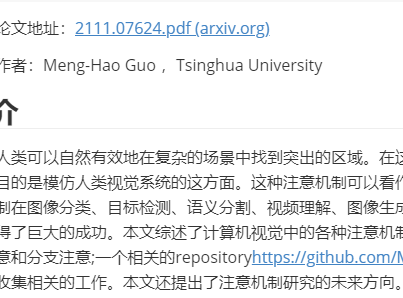 论文地址：2111.07624.pdf (arxiv.org)
作者：Meng-Hao Guo ，Tsinghua University
介
人类可以自然有效地在复杂的场景中找到突出的区域。在这
目的是模仿人类视觉系统的这方面。这种注意机制可以看作
制在图像分类、目标检测、语义分割、视频理解、图像生成
得了巨大的成功。本文综述了计算机视觉中的各种注意机制
意和分支注意;一个相关的repositoryhttps://github.com/M
收集相关的工作。本文还提出了注意机制研究的未来方向。